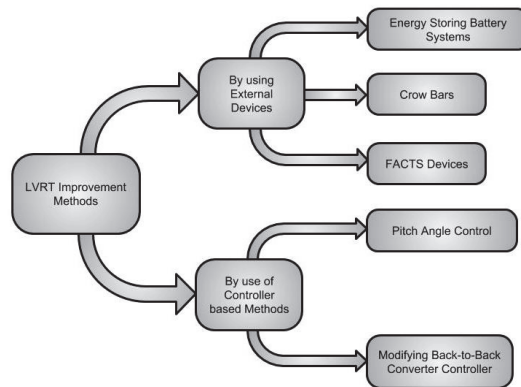 LVRT Improvement
Methods
By using
External
Devices
Energy Storing Battery
Systems
Crow Bars
FACTS Devices
By use of
Controller
based Methods
Pitch Angle Control
Modifying Back-to-Back
Converter Controller